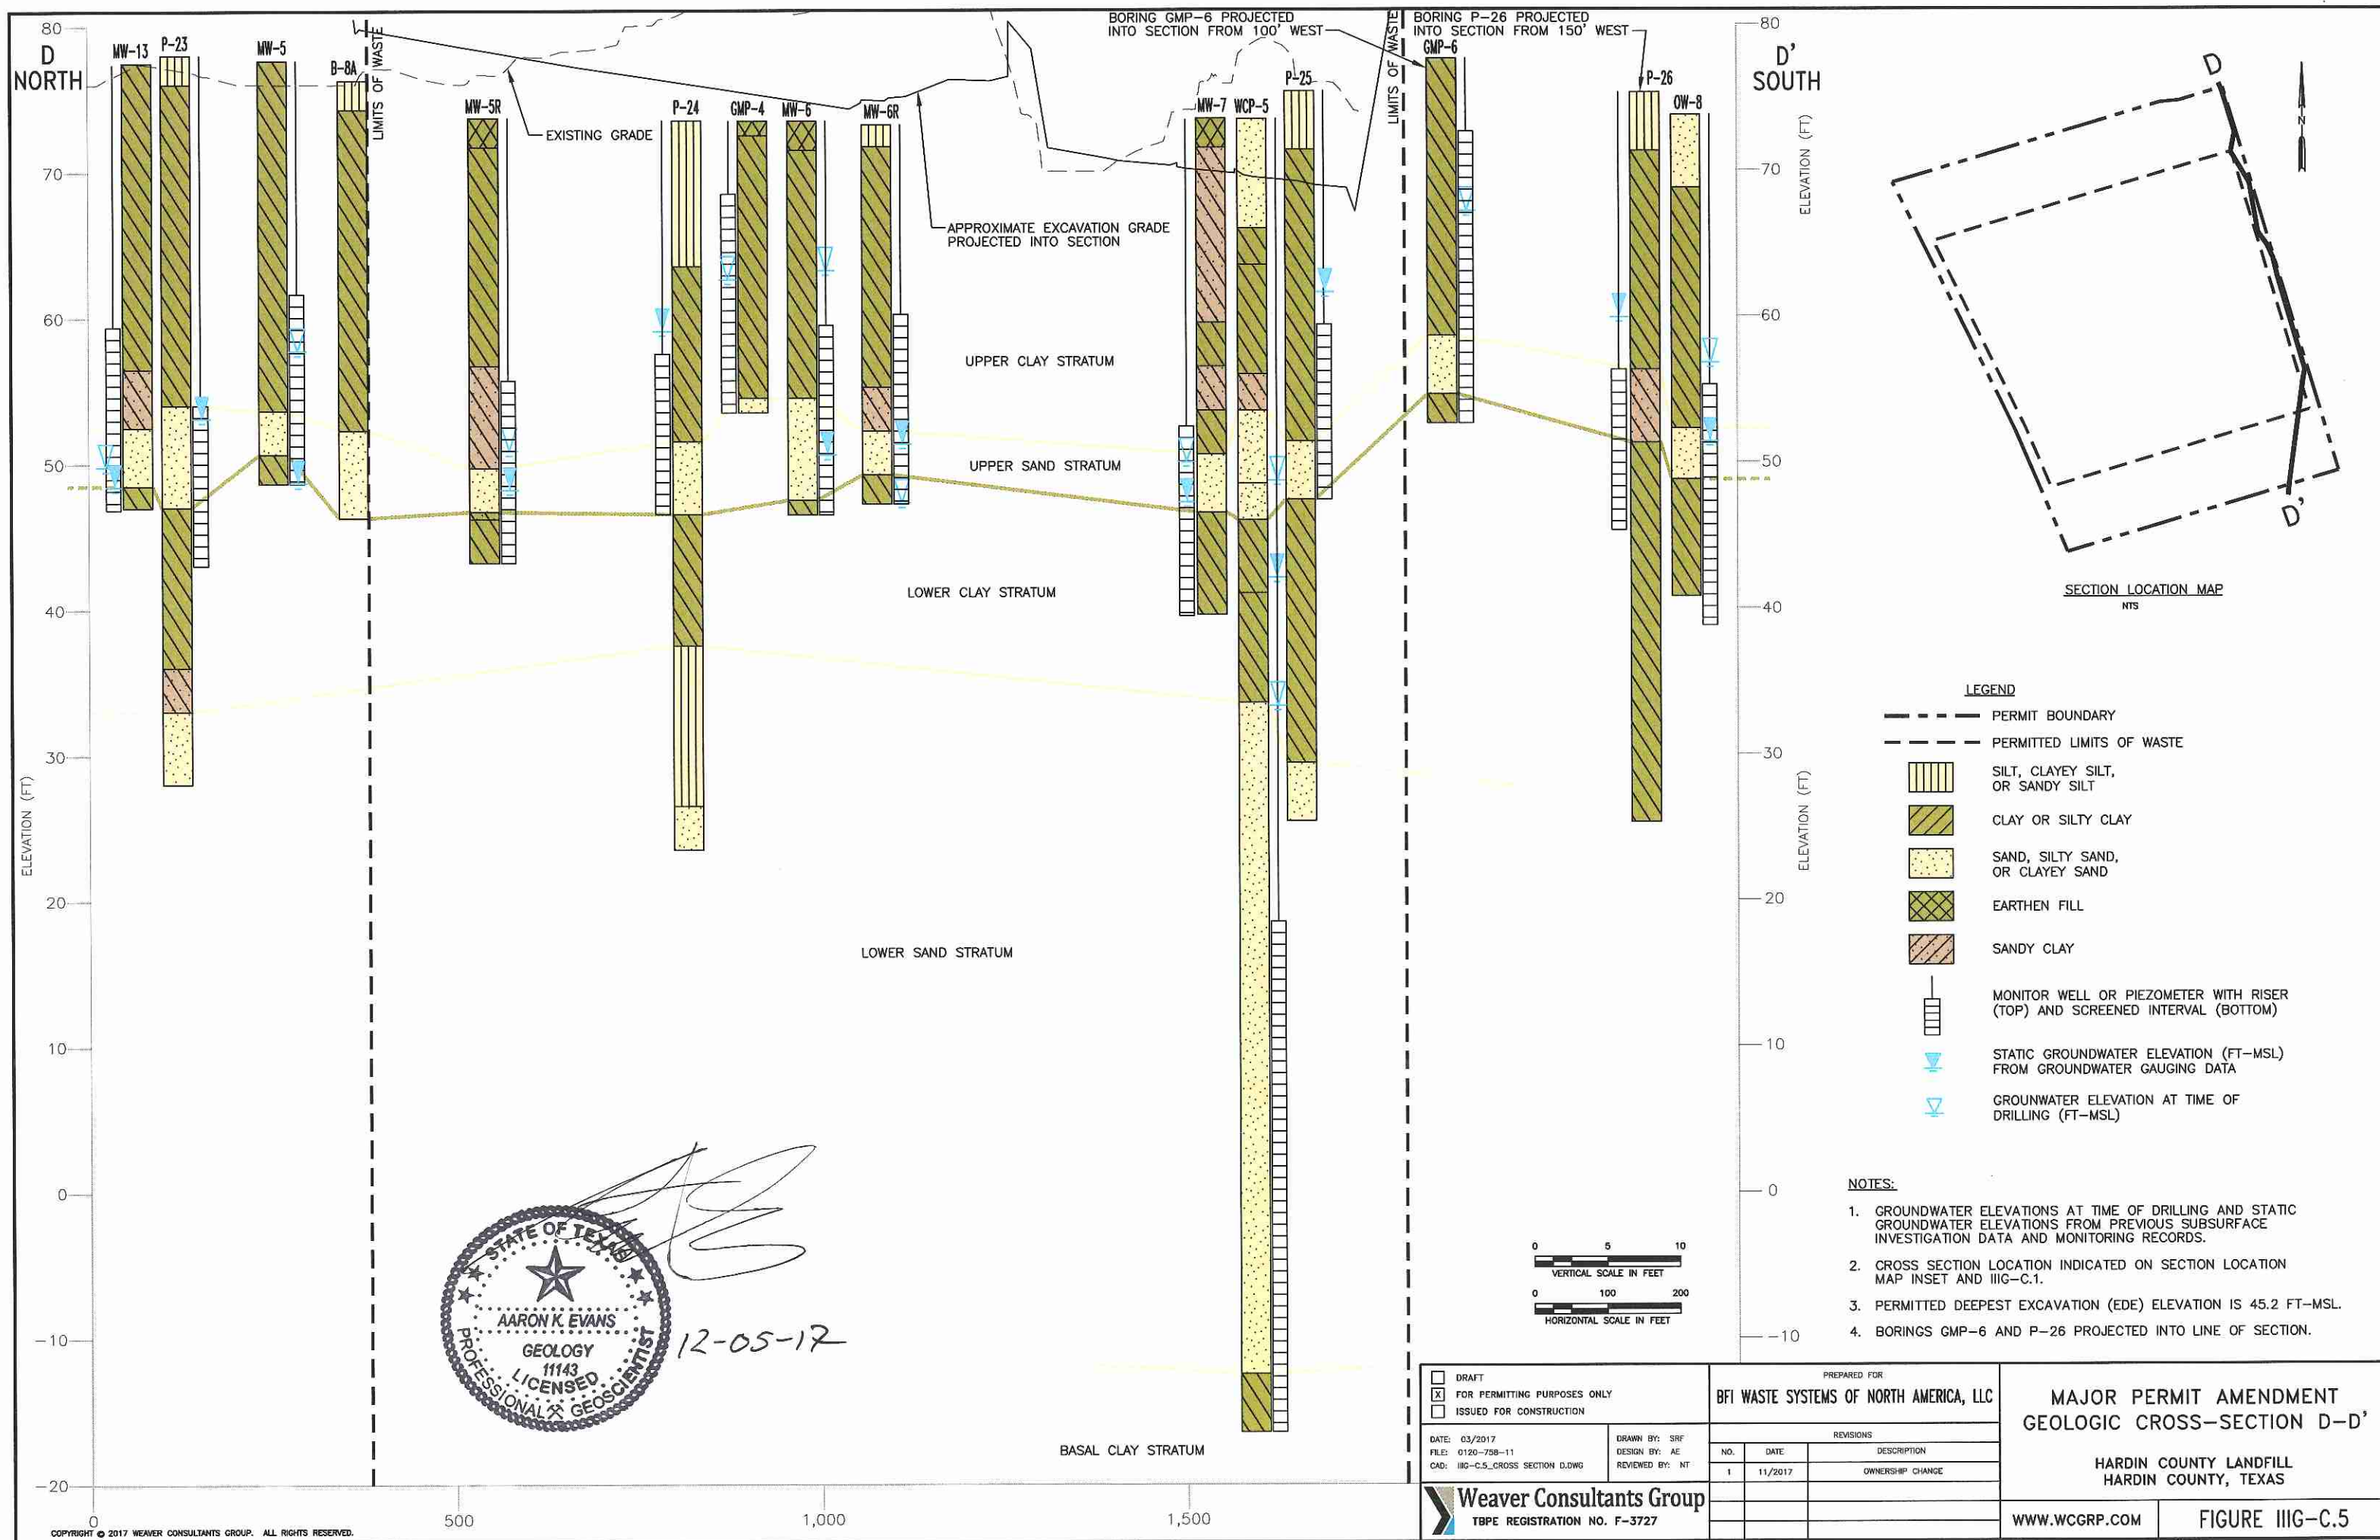 BORING GMP-6 PROJECTED
INTO SECTION FROM 100' WEST
BORING P-26 PROJECTED
INTO SECTION FROM 150' WEST
80
80
D
NORTH
D'
SOUTH
MW-13
P-23
MW-5
B-8A
LIMITS OF WASTE
MW-5R
P-24
GMP-4
MW-6
MW-6R
MW-7
WCP-5
P-25
LIMITS OF WASTE
GMP-6
P-26
OW-8
EXISTING GRADE
APPROXIMATE EXCAVATION GRADE
PROJECTED INTO SECTION
70
70
ELEVATION (FT)
60
60
UPPER CLAY STRATUM
50
50
UPPER SAND STRATUM
40
40
LOWER CLAY STRATUM
30
30
ELEVATION (FT)
ELEVATION (FT)
20
20
LOWER SAND STRATUM
10
10
0
0
-10
-10
BASAL CLAY STRATUM
-20
0
500
1,000
1,500
STATE OF TEXAS
AARON K. EVANS
GEOLOGY
11143
LICENSED
PROFESSIONAL GEOSCIENTIST
12-05-17
0 5 10
VERTICAL SCALE IN FEET
0 100 200
HORIZONTAL SCALE IN FEET
D
N
D'
SECTION LOCATION MAP
NTS
LEGEND
PERMIT BOUNDARY
PERMITTED LIMITS OF WASTE
SILT, CLAYEY SILT,
OR SANDY SILT
CLAY OR SILTY CLAY
SAND, SILTY SAND,
OR CLAYEY SAND
EARTHEN FILL
SANDY CLAY
MONITOR WELL OR PIEZOMETER WITH RISER
(TOP) AND SCREENED INTERVAL (BOTTOM)
STATIC GROUNDWATER ELEVATION (FT-MSL)
FROM GROUNDWATER GAUGING DATA
GROUNWATER ELEVATION AT TIME OF
DRILLING (FT-MSL)
NOTES:
1. GROUNDWATER ELEVATIONS AT TIME OF DRILLING AND STATIC
GROUNDWATER ELEVATIONS FROM PREVIOUS SUBSURFACE
INVESTIGATION DATA AND MONITORING RECORDS.
2. CROSS SECTION LOCATION INDICATED ON SECTION LOCATION
MAP INSET AND IIIG-C.1.
3. PERMITTED DEEPEST EXCAVATION (EDE) ELEVATION IS 45.2 FT-MSL.
4. BORINGS GMP-6 AND P-26 PROJECTED INTO LINE OF SECTION.
DRAFT
X FOR PERMITTING PURPOSES ONLY
ISSUED FOR CONSTRUCTION
DATE: 03/2017
FILE: 0120-758-11
CAD: IIIG-C.5_CROSS SECTION D.DWG
DRAWN BY: SRF
DESIGN BY: AE
REVIEWED BY: NT
Weaver Consultants Group
TBPE REGISTRATION NO. F-3727
PREPARED FOR
BFI WASTE SYSTEMS OF NORTH AMERICA, LLC
REVISIONS
NO. DATE DESCRIPTION
1 11/2017 OWNERSHIP CHANGE
MAJOR PERMIT AMENDMENT
GEOLOGIC CROSS-SECTION D-D'
HARDIN COUNTY LANDFILL
HARDIN COUNTY, TEXAS
WWW.WCGRP.COM
FIGURE IIIG-C.5
COPYRIGHT © 2017 WEAVER CONSULTANTS GROUP. ALL RIGHTS RESERVED.